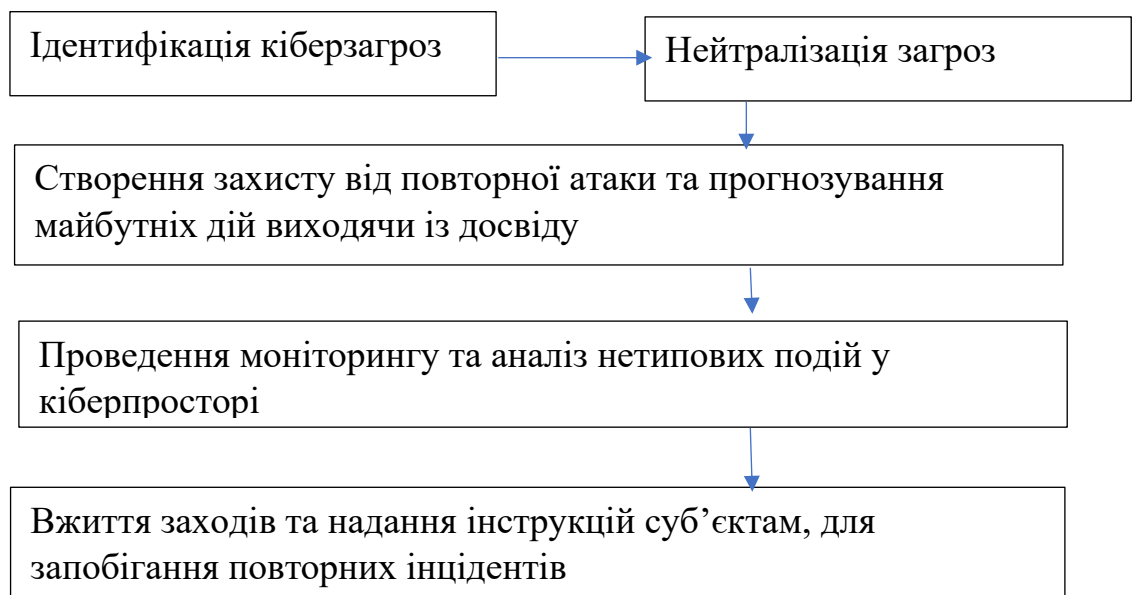 Ідентифікація кіберзагроз
Нейтралізація загроз
Створення захисту від повторної атаки та прогнозування
майбутніх дій виходячи із досвіду
Проведення моніторингу та аналіз нетипових подій у
кіберпросторі
Вжиття заходів та надання інструкцій суб’єктам, для
запобігання повторних інцідентів